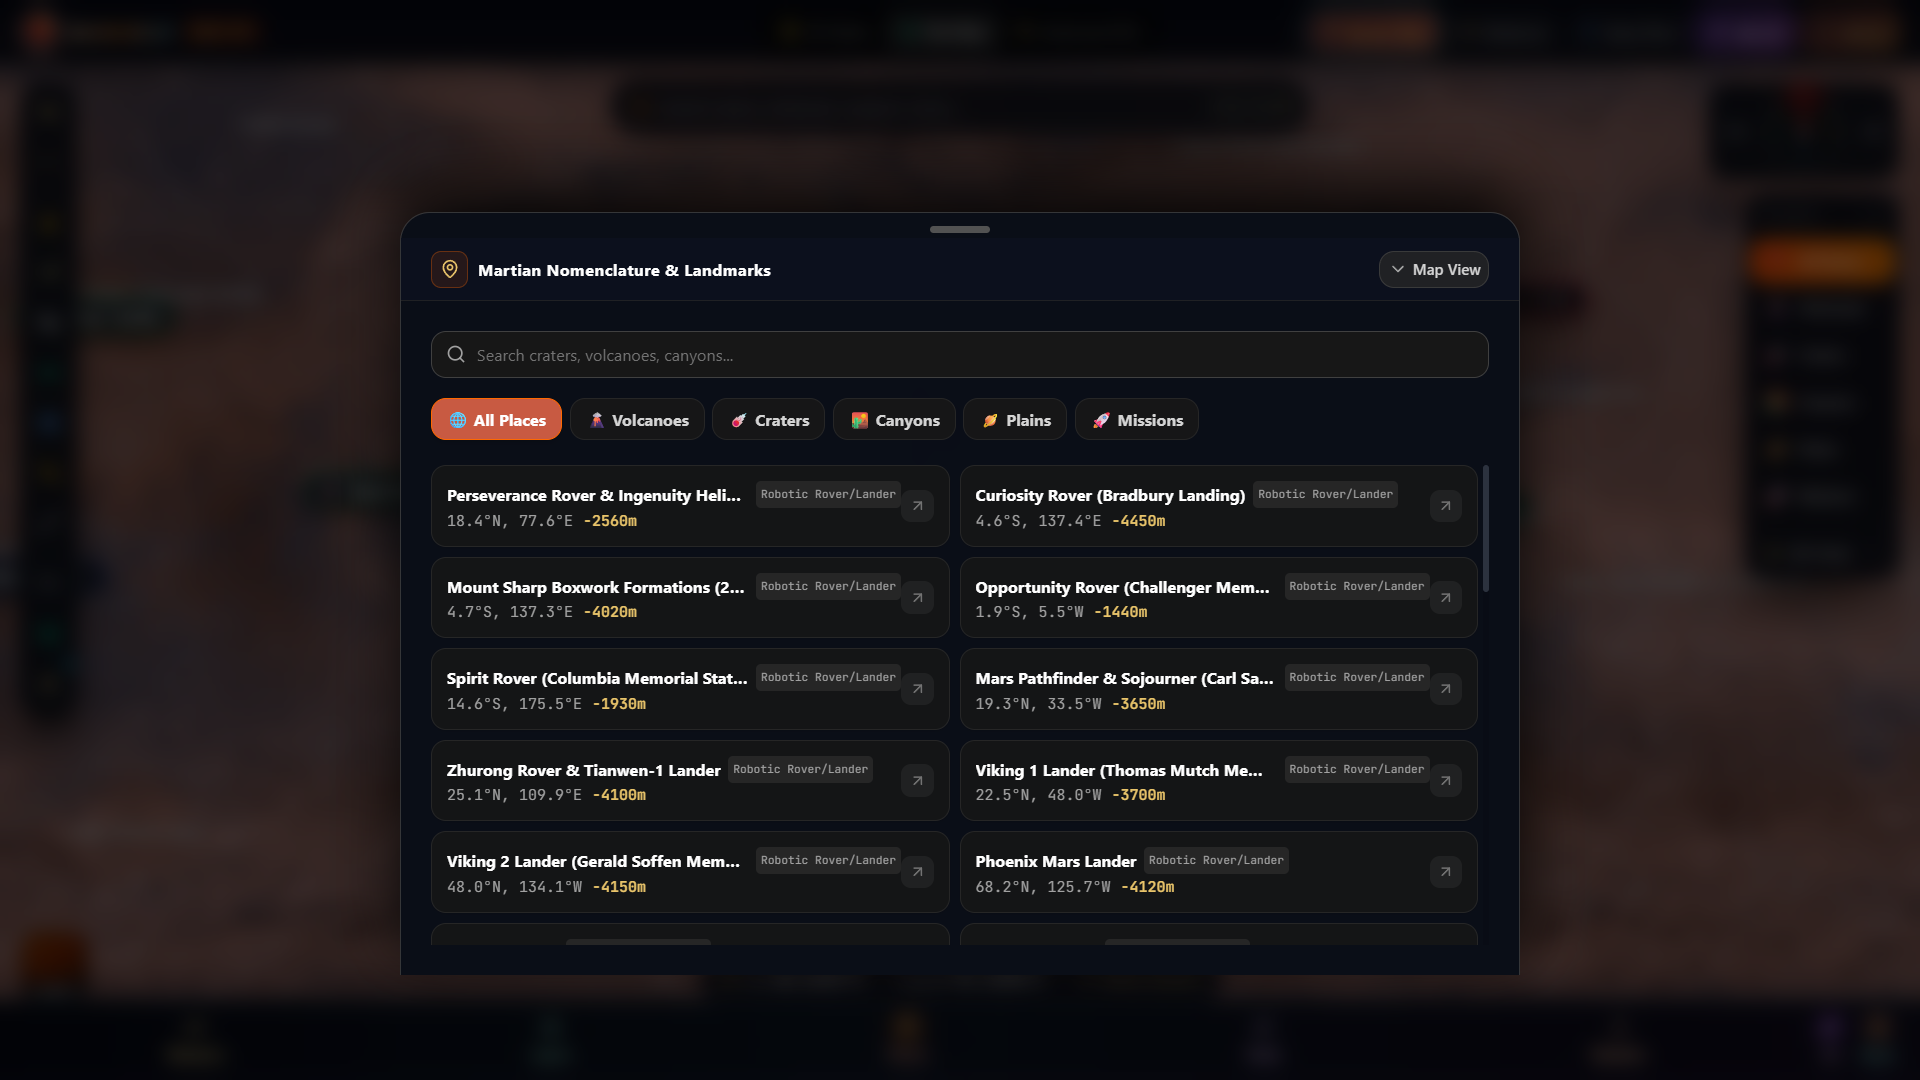 Martian Nomenclature & Landmarks
Map View
Search craters, volcanoes, canyons...
All Places
Volcanoes
Craters
Canyons
Plains
Missions
Perseverance Rover & Ingenuity Heli... Robotic Rover/Lander
18.4°N, 77.6°E -2560m
Curiosity Rover (Bradbury Landing) Robotic Rover/Lander
4.6°S, 137.4°E -4450m
Mount Sharp Boxwork Formations (2... Robotic Rover/Lander
4.7°S, 137.3°E -4020m
Opportunity Rover (Challenger Mem... Robotic Rover/Lander
1.9°S, 5.5°W -1440m
Spirit Rover (Columbia Memorial Stat... Robotic Rover/Lander
14.6°S, 175.5°E -1930m
Mars Pathfinder & Sojourner (Carl Sa... Robotic Rover/Lander
19.3°N, 33.5°W -3650m
Zhurong Rover & Tianwen-1 Lander Robotic Rover/Lander
25.1°N, 109.9°E -4100m
Viking 1 Lander (Thomas Mutch Me... Robotic Rover/Lander
22.5°N, 48.0°W -3700m
Viking 2 Lander (Gerald Soffen Mem... Robotic Rover/Lander
48.0°N, 134.1°W -4150m
Phoenix Mars Lander Robotic Rover/Lander
68.2°N, 125.7°W -4120m